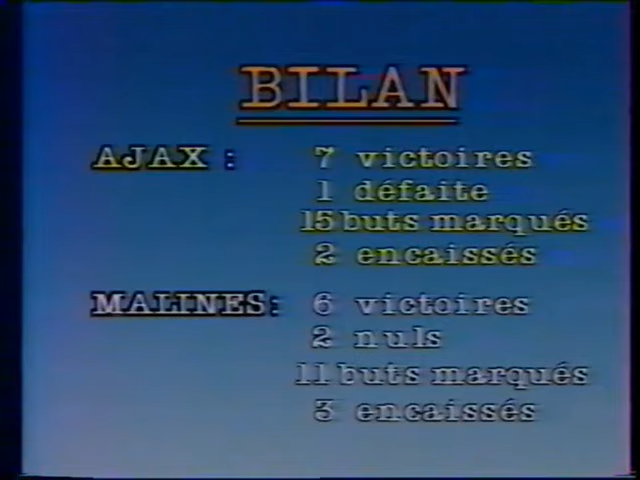 BILAN
AJAX : 7 victoires
1 défaite
15 buts marqués
2 encaissés
MALINES: 6 victoires
2 nuls
11 buts marqués
3 encaissés